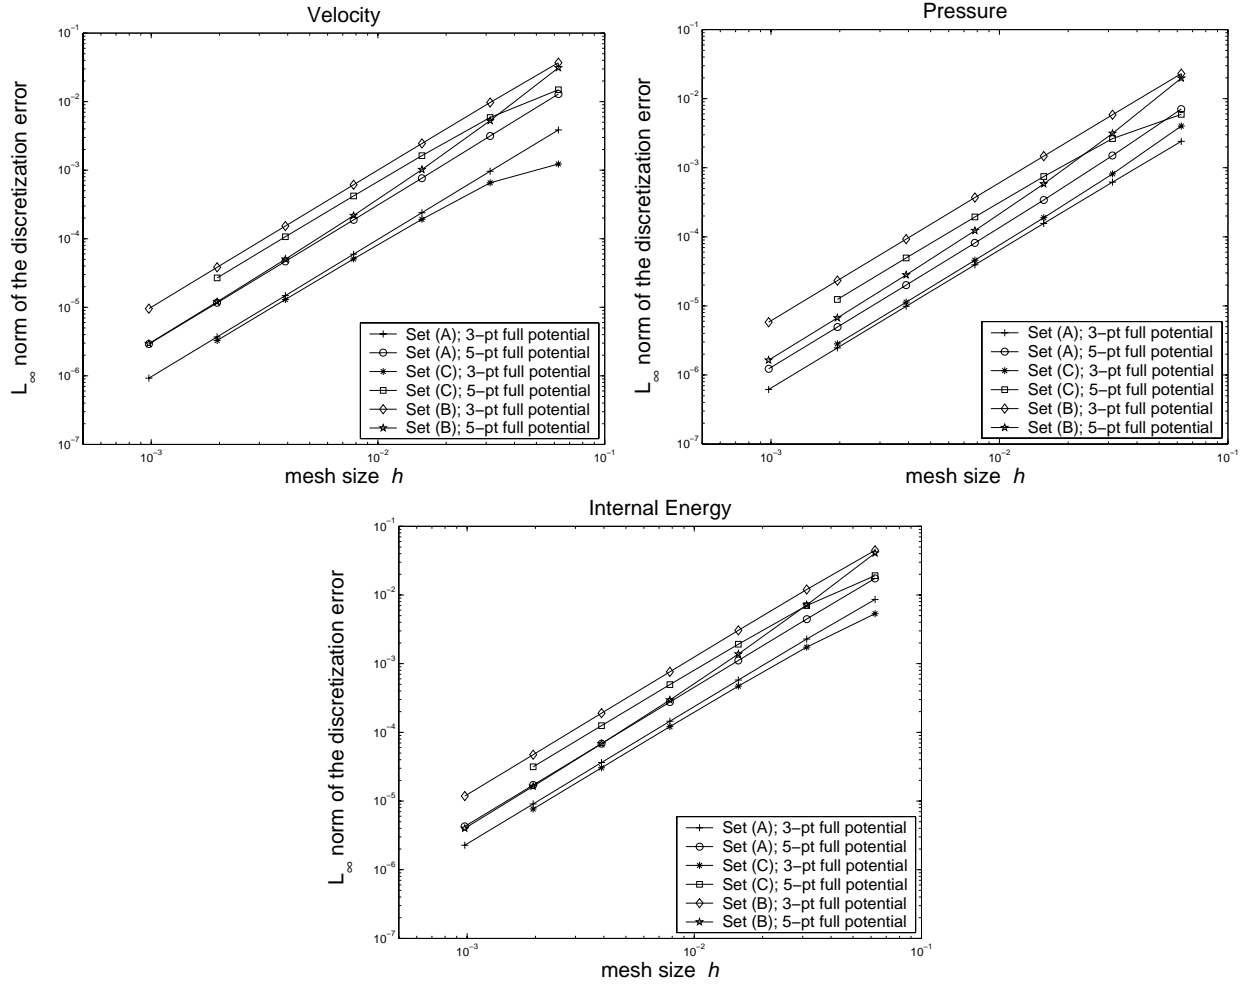 Velocity
L∞ norm of the discretization error
10⁻¹
10⁻²
10⁻³
10⁻⁴
10⁻⁵
10⁻⁶
10⁻⁷
10⁻³
10⁻²
10⁻¹
mesh size h
Set (A); 3−pt full potential
Set (A); 5−pt full potential
Set (C); 3−pt full potential
Set (C); 5−pt full potential
Set (B); 3−pt full potential
Set (B); 5−pt full potential
Pressure
L∞ norm of the discretization error
10⁻¹
10⁻²
10⁻³
10⁻⁴
10⁻⁵
10⁻⁶
10⁻⁷
10⁻³
10⁻²
10⁻¹
mesh size h
Set (A); 3−pt full potential
Set (A); 5−pt full potential
Set (C); 3−pt full potential
Set (C); 5−pt full potential
Set (B); 3−pt full potential
Set (B); 5−pt full potential
Internal Energy
L∞ norm of the discretization error
10⁻¹
10⁻²
10⁻³
10⁻⁴
10⁻⁵
10⁻⁶
10⁻⁷
10⁻³
10⁻²
10⁻¹
mesh size h
Set (A); 3−pt full potential
Set (A); 5−pt full potential
Set (C); 3−pt full potential
Set (C); 5−pt full potential
Set (B); 3−pt full potential
Set (B); 5−pt full potential